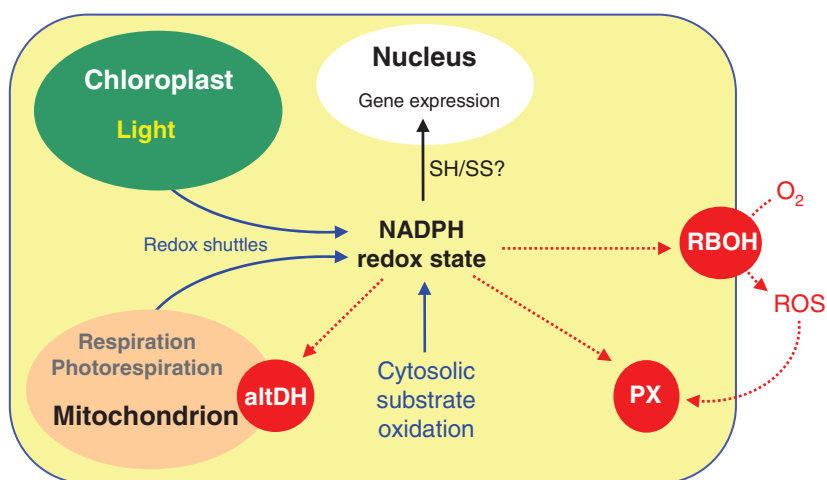 Chloroplast
Light
Nucleus
Gene expression
SH/SS?
Redox shuttles
NADPH
redox state
RBOH
O₂
ROS
Respiration
Photorespiration
Mitochondrion
altDH
Cytosolic
substrate
oxidation
PX